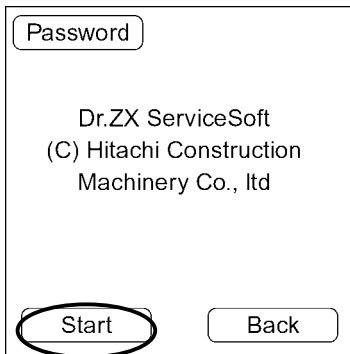 Password
Dr.ZX ServiceSoft
(C) Hitachi Construction
Machinery Co., ltd
Start
Back